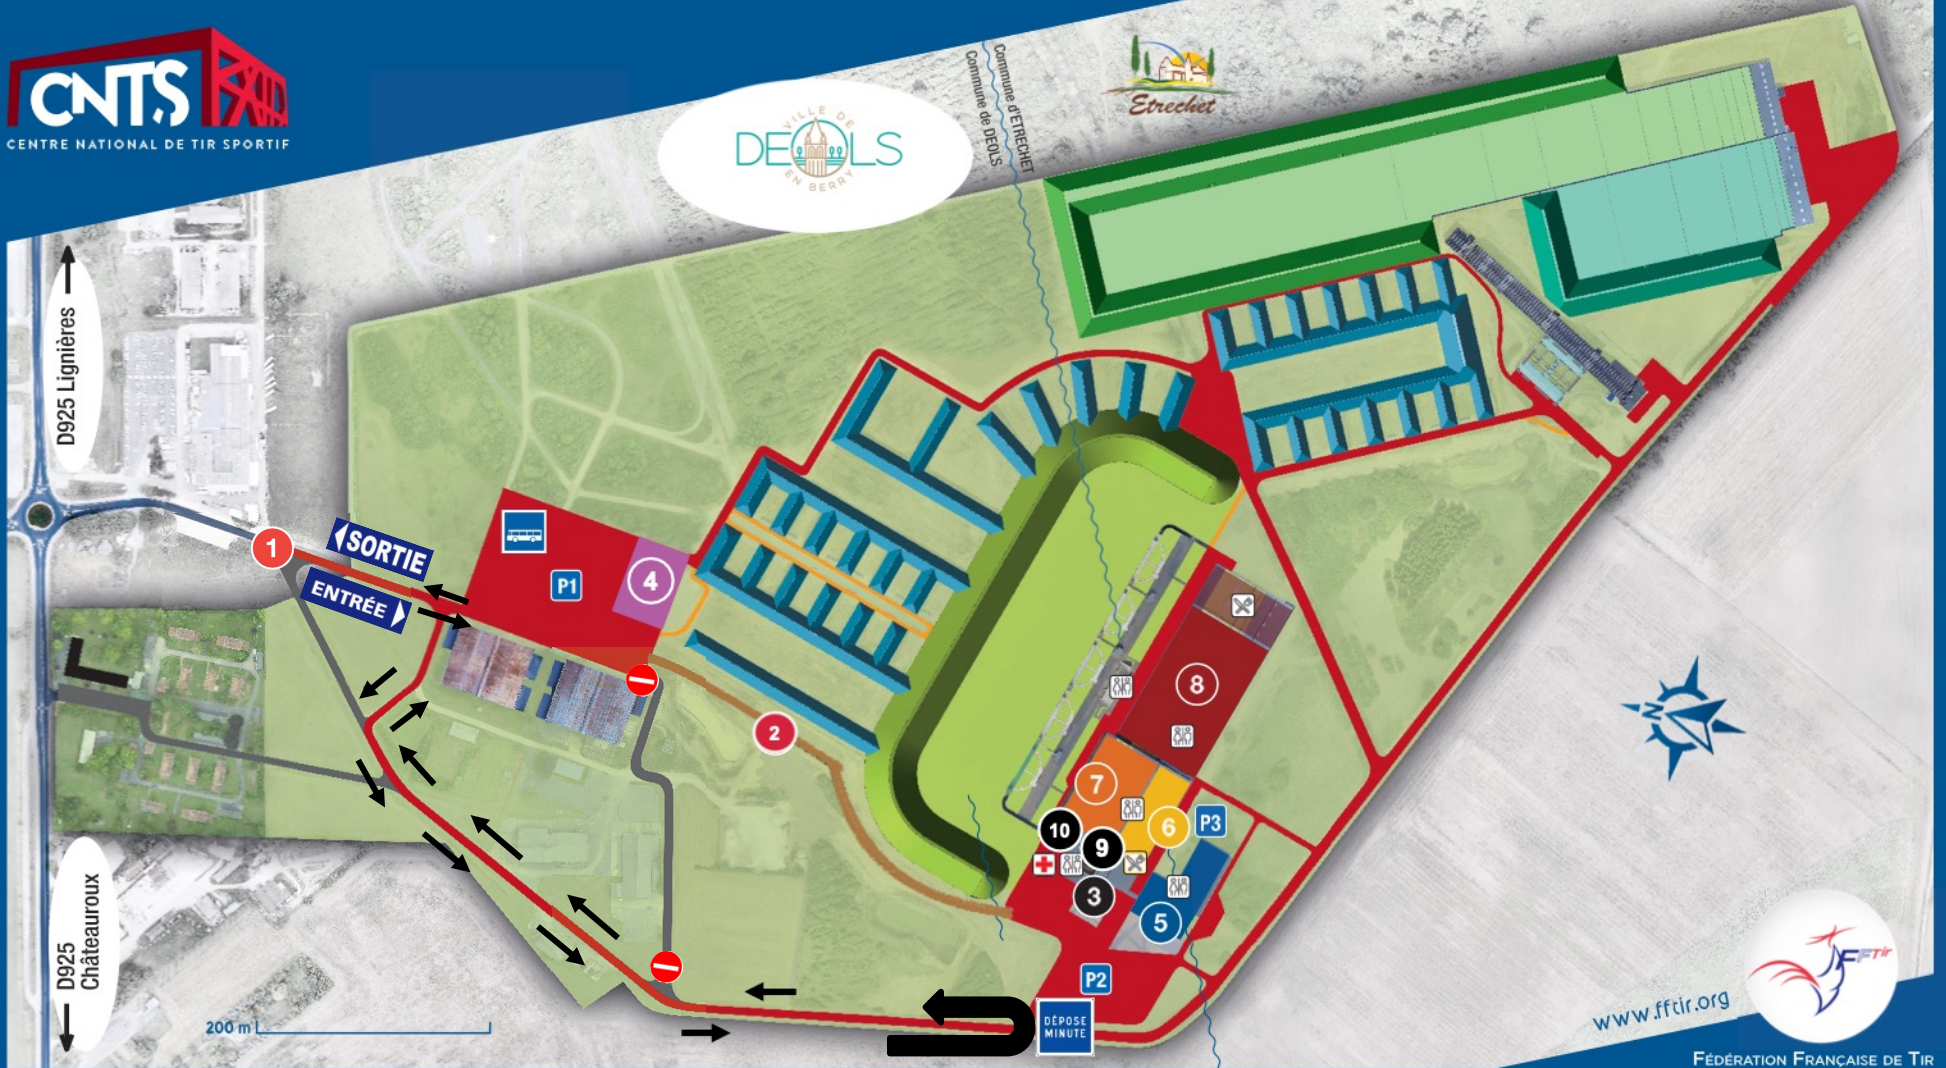 CNTS
CENTRE NATIONAL DE TIR SPORTIF
VILLE DE
DEOLS
EN BERRY
Commune d'ETRECHET
Commune de DEOLS
Etrechet
D925 Lignières
1
SORTIE
ENTRÉE
P1
4
2
8
7
10
9
6
P3
3
5
P2
DÉPOSE
MINUTE
N
D925
Châteauroux
200 m
FFTir
www.fftir.org
FÉDÉRATION FRANÇAISE DE TIR